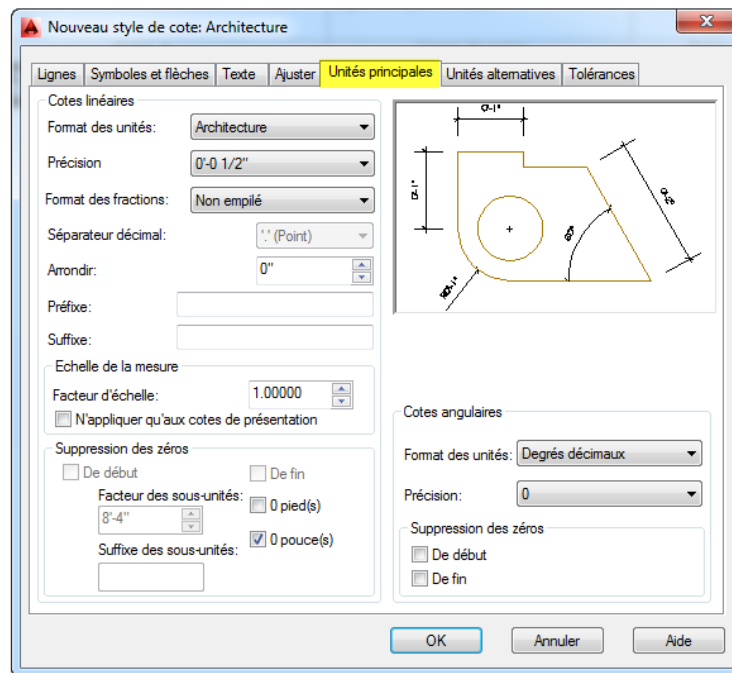 Nouveau style de cote: Architecture
Lignes Symboles et flèches Texte Ajuster Unités principales Unités alternatives Tolérances
Cotes linéaires
Format des unités: Architecture
Précision 0'-0 1/2"
Format des fractions: Non empilé
Séparateur décimal: '.' (Point)
Arrondir: 0"
Préfixe:
Suffixe:
Echelle de la mesure
Facteur d'échelle: 1.00000
N'appliquer qu'aux cotes de présentation
Suppression des zéros
De début De fin
Facteur des sous-unités: 0 pied(s)
8'-4"
0 pouce(s)
Suffixe des sous-unités:
Cotes angulaires
Format des unités: Degrés décimaux
Précision: 0
Suppression des zéros
De début
De fin
OK Annuler Aide